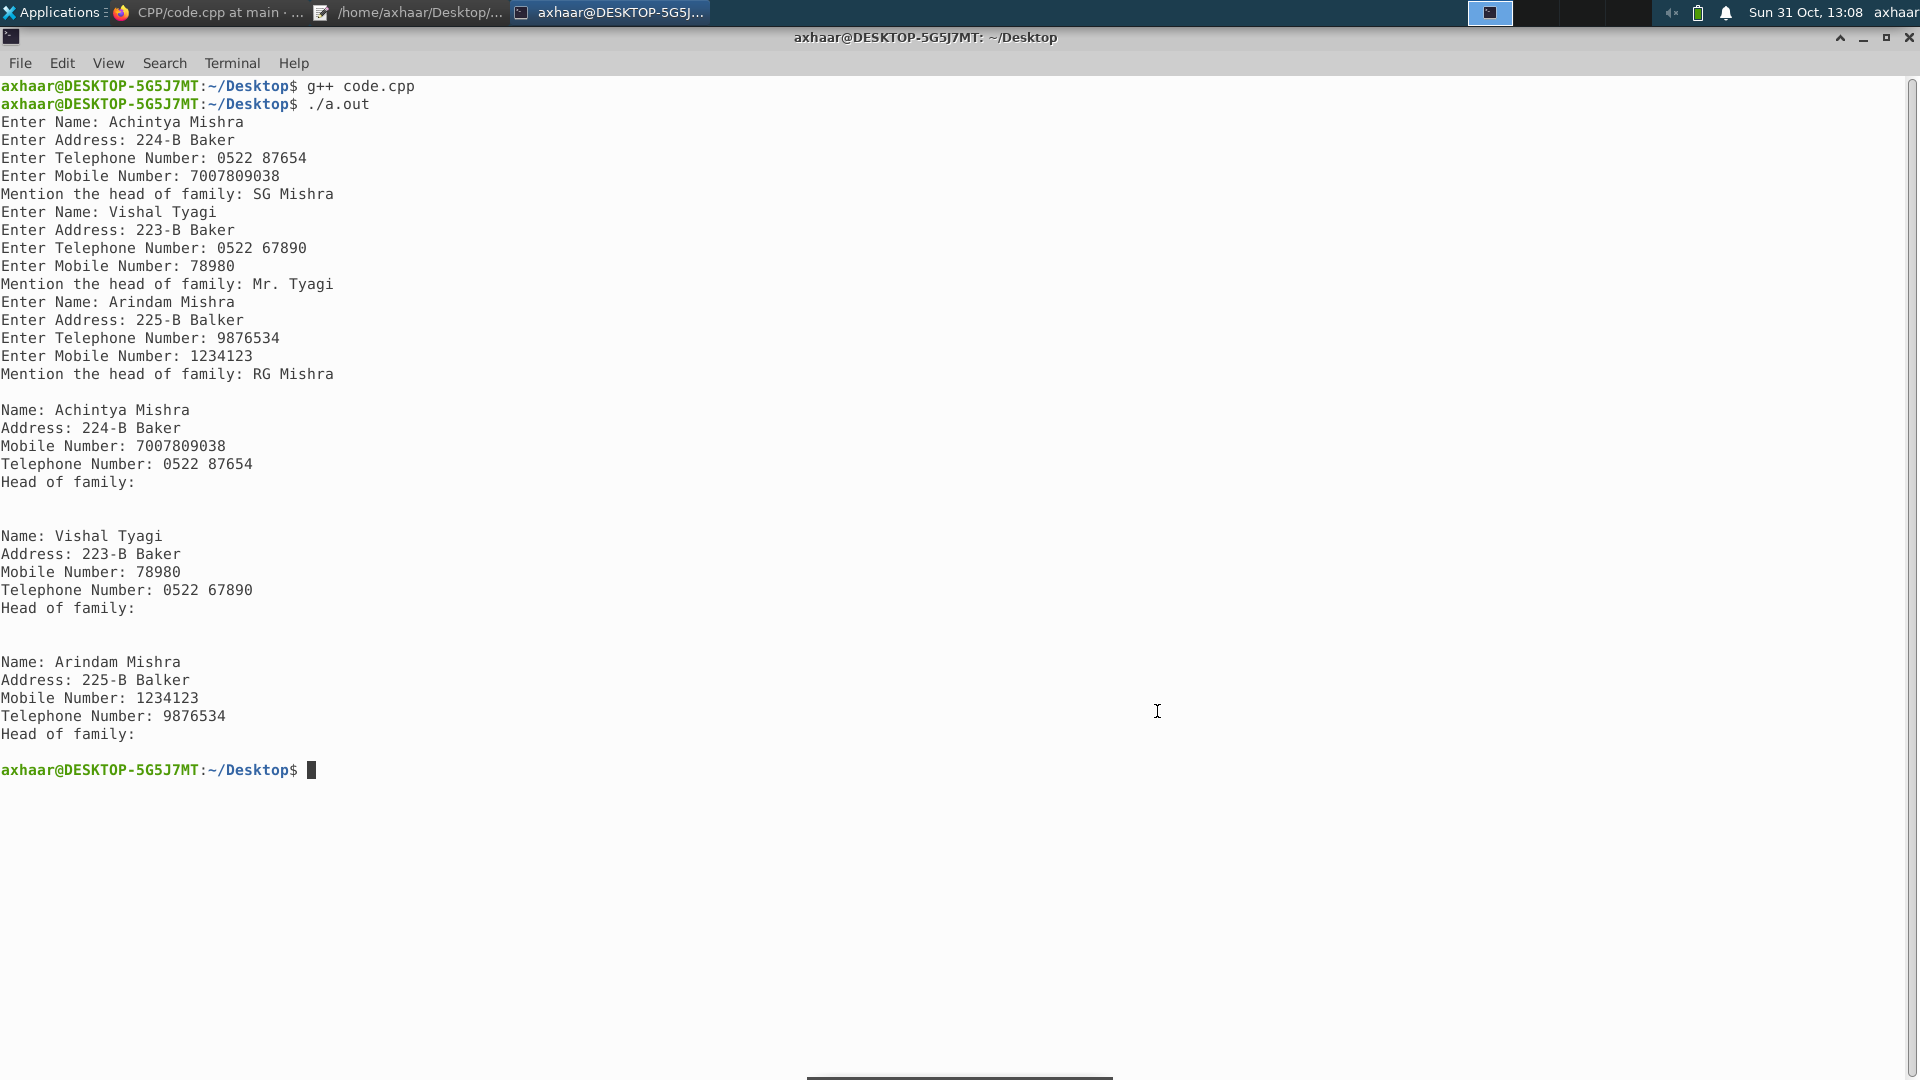 Applications CPP/code.cpp at main · ... /home/axhaar/Desktop/... axhaar@DESKTOP-5G5J... Sun 31 Oct, 13:08 axhaar
axhaar@DESKTOP-5G5J7MT: ~/Desktop
File Edit View Search Terminal Help
axhaar@DESKTOP-5G5J7MT:~/Desktop$ g++ code.cpp
axhaar@DESKTOP-5G5J7MT:~/Desktop$ ./a.out
Enter Name: Achintya Mishra
Enter Address: 224-B Baker
Enter Telephone Number: 0522 87654
Enter Mobile Number: 7007809038
Mention the head of family: SG Mishra
Enter Name: Vishal Tyagi
Enter Address: 223-B Baker
Enter Telephone Number: 0522 67890
Enter Mobile Number: 78980
Mention the head of family: Mr. Tyagi
Enter Name: Arindam Mishra
Enter Address: 225-B Balker
Enter Telephone Number: 9876534
Enter Mobile Number: 1234123
Mention the head of family: RG Mishra
Name: Achintya Mishra
Address: 224-B Baker
Mobile Number: 7007809038
Telephone Number: 0522 87654
Head of family:
Name: Vishal Tyagi
Address: 223-B Baker
Mobile Number: 78980
Telephone Number: 0522 67890
Head of family:
Name: Arindam Mishra
Address: 225-B Balker
Mobile Number: 1234123
Telephone Number: 9876534
Head of family:
axhaar@DESKTOP-5G5J7MT:~/Desktop$